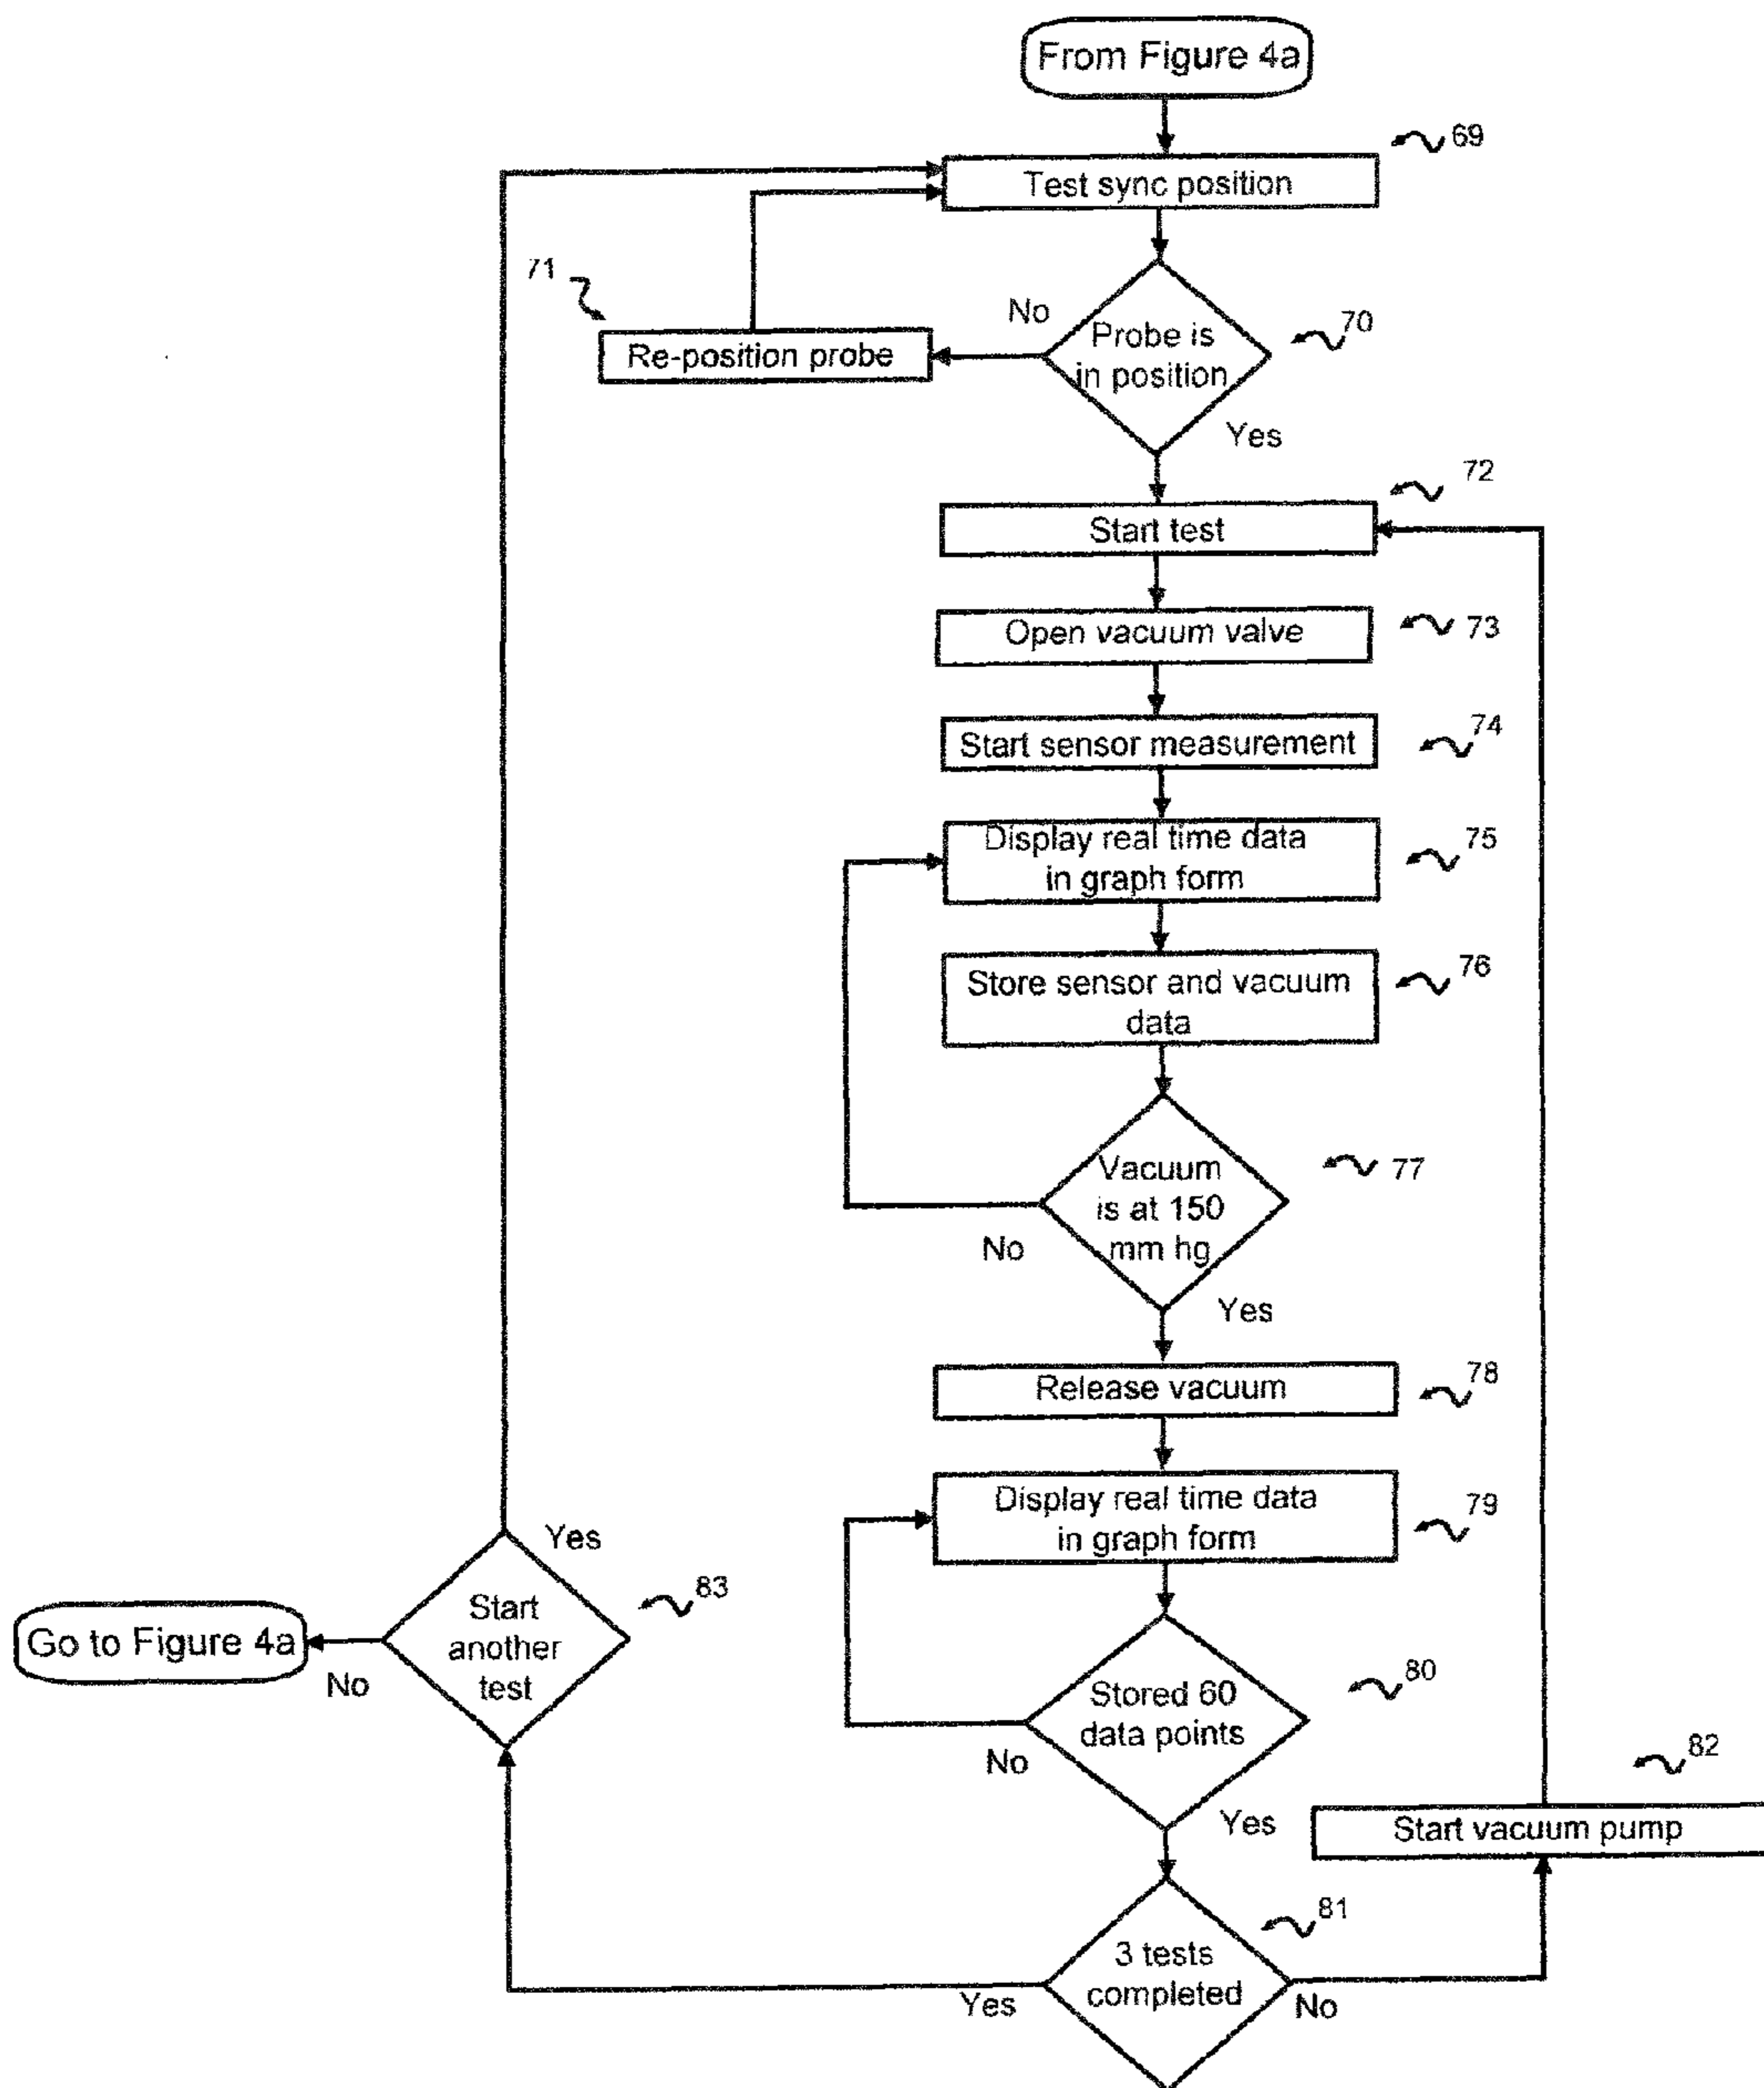 From Figure 4a
69
Test sync position
71
No
70
Probe is
in position
Re-position probe
Yes
72
Start test
Open vacuum valve
73
Start sensor measurement
74
Display real time data
in graph form
75
Store sensor and vacuum
data
76
Vacuum
is at 150
mm hg
77
No
Yes
Release vacuum
78
Display real time data
in graph form
79
Yes
Start
another
test
83
Go to Figure 4a
No
Stored 60
data points
80
No
Yes
82
Start vacuum pump
81
3 tests
completed
Yes
No